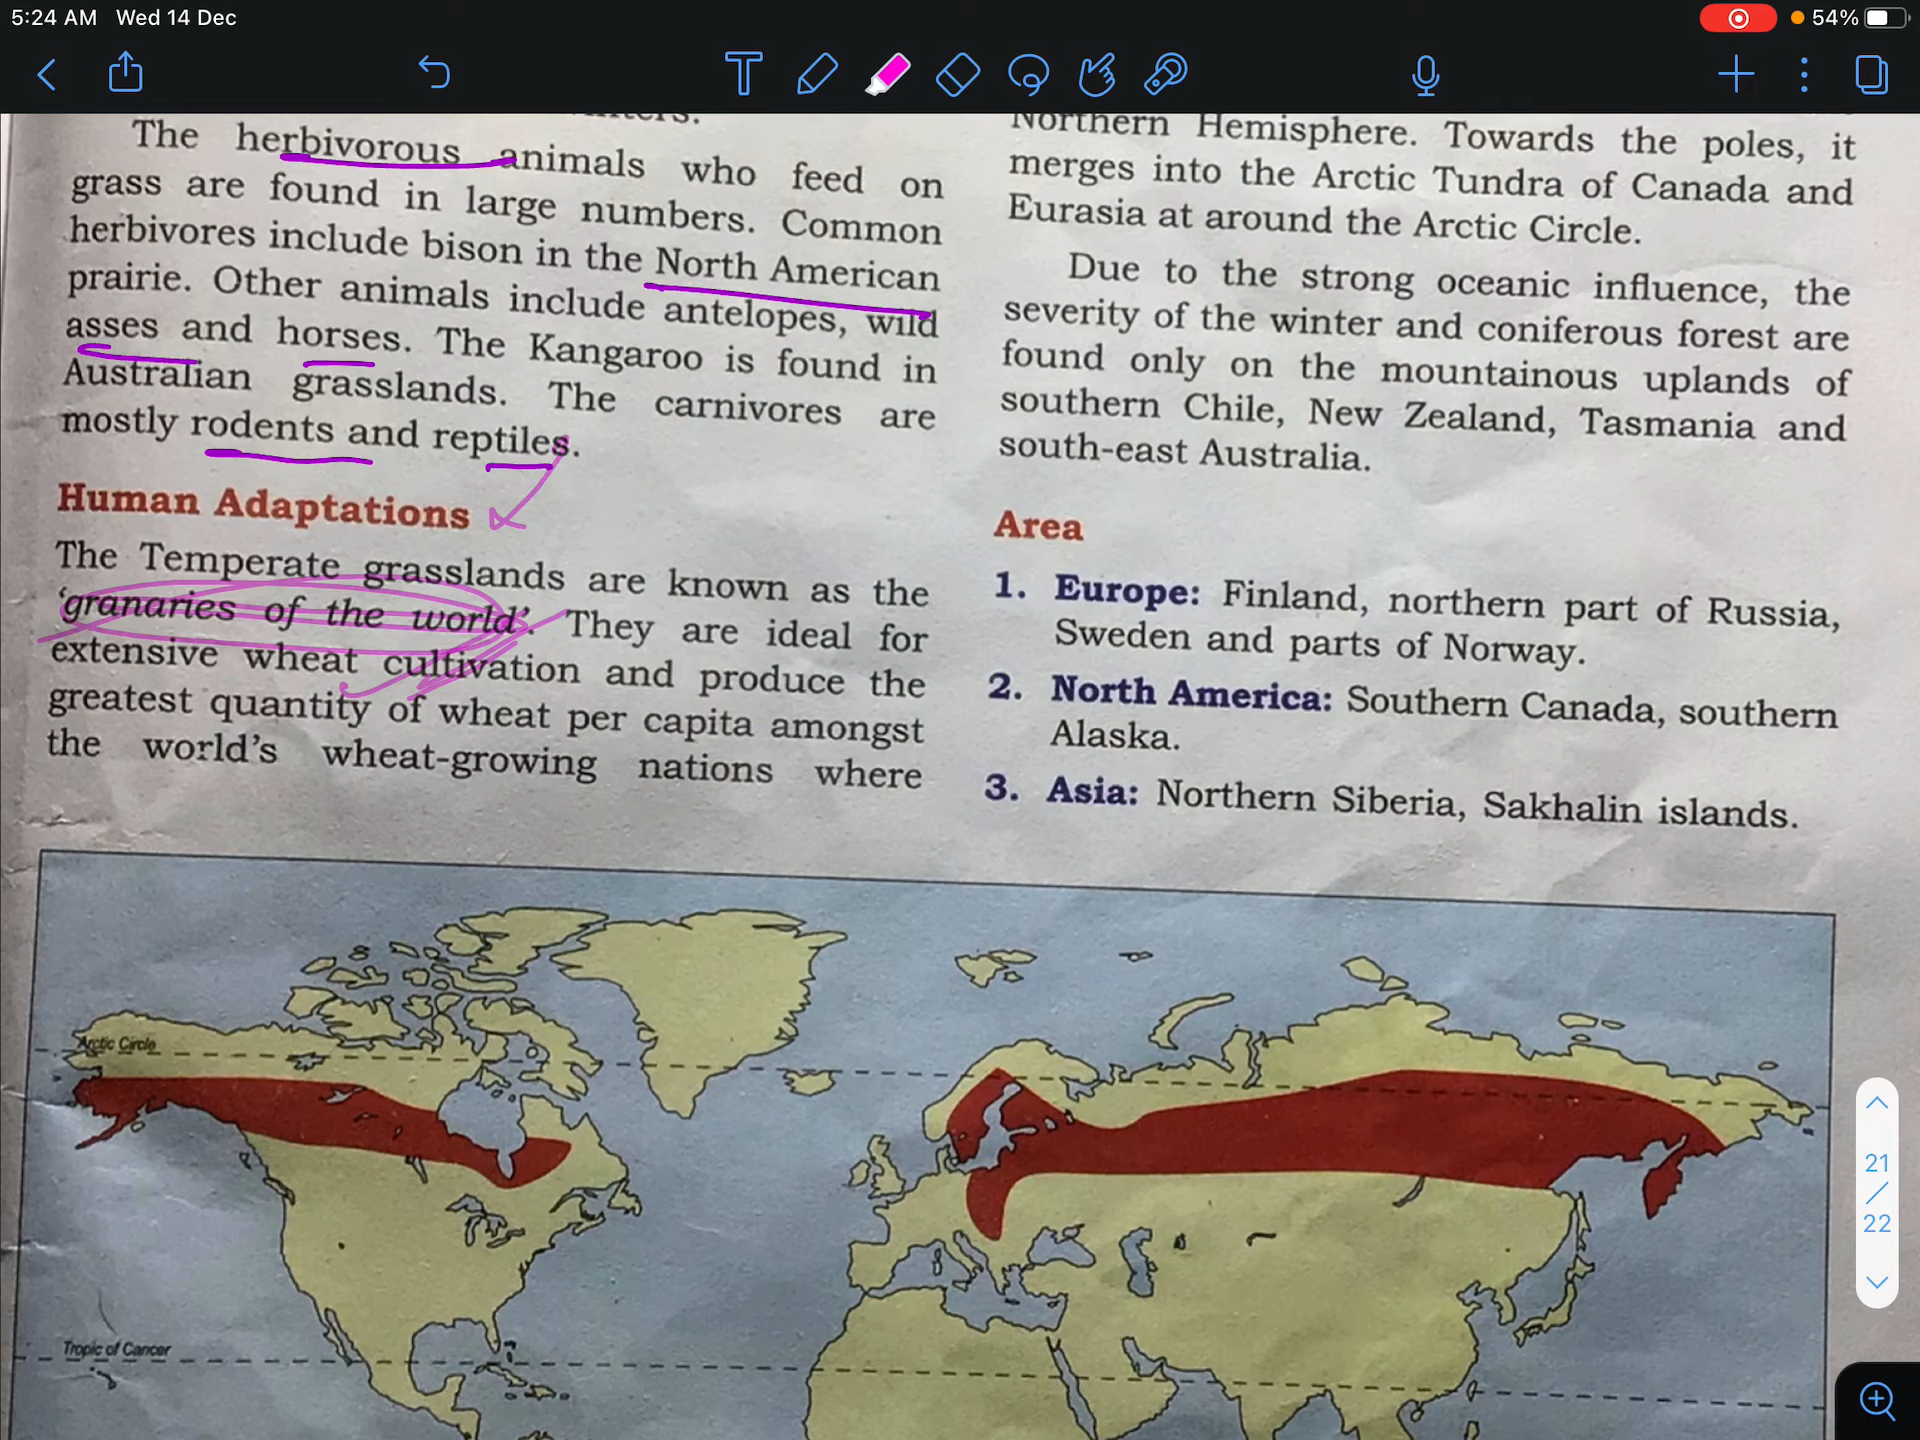 5:24 AM Wed 14 Dec
54%
The herbivorous animals who feed on
grass are found in large numbers. Common
herbivores include bison in the North American
prairie. Other animals include antelopes, wild
asses and horses. The Kangaroo is found in
Australian grasslands. The carnivores are
mostly rodents and reptiles.
Human Adaptations
The Temperate grasslands are known as the
‘granaries of the world’. They are ideal for
extensive wheat cultivation and produce the
greatest quantity of wheat per capita amongst
the world’s wheat-growing nations where
Northern Hemisphere. Towards the poles, it
merges into the Arctic Tundra of Canada and
Eurasia at around the Arctic Circle.
Due to the strong oceanic influence, the
severity of the winter and coniferous forest are
found only on the mountainous uplands of
southern Chile, New Zealand, Tasmania and
south-east Australia.
Area
1. Europe: Finland, northern part of Russia,
Sweden and parts of Norway.
2. North America: Southern Canada, southern
Alaska.
3. Asia: Northern Siberia, Sakhalin islands.
Arctic Circle
Tropic of Cancer
21
/
22